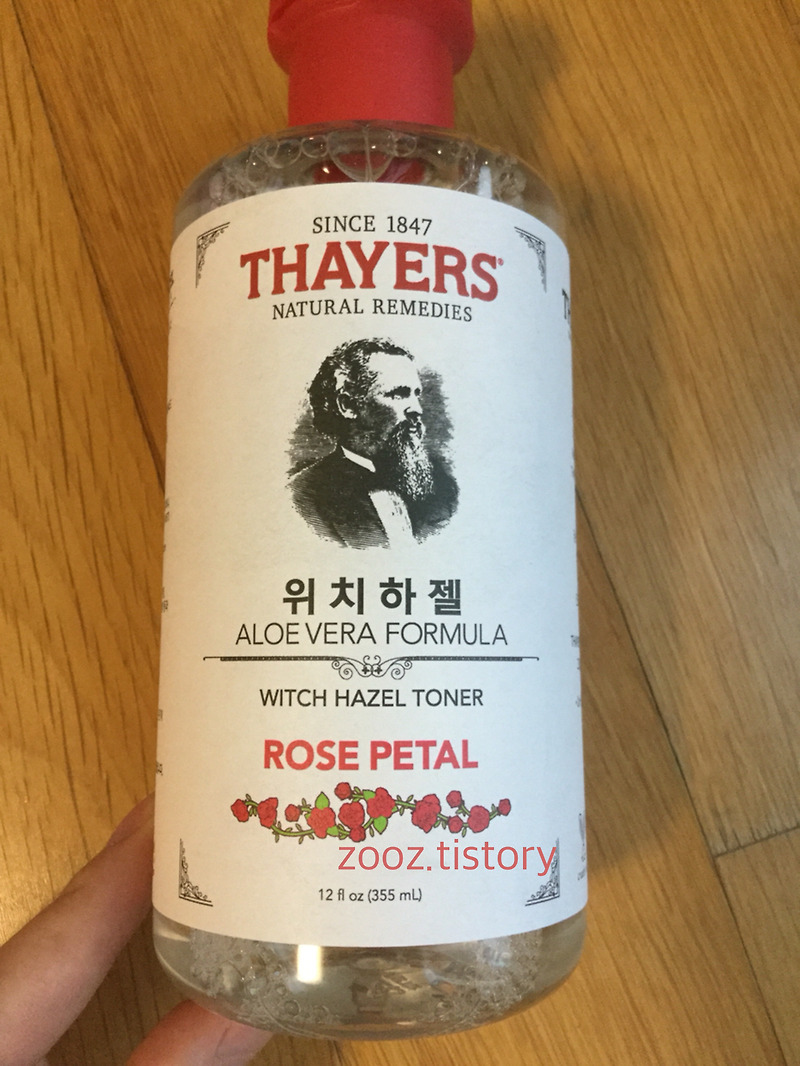 SINCE 1847
THAYERS®
NATURAL REMEDIES
위치하젤
ALOE VERA FORMULA
WITCH HAZEL TONER
ROSE PETAL
zooz.tistory
12 fl oz (355 mL)